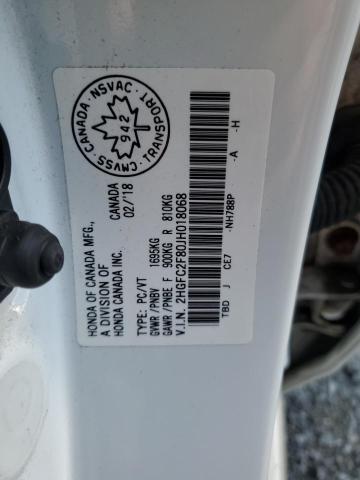 HONDA OF CANADA MFG.,
A DIVISION OF
HONDA CANADA INC.
CANADA
02/'18
CMVSS · CANADA · NSVAC · TRANSPORT
942
TYPE: PC/VT
GVWR / PNBV 1695KG
GAWR / PNBE F 900KG R 810KG
V.I.N. 2HGFC2F80JH018068
TBD J CE7 -NH788P -A -H